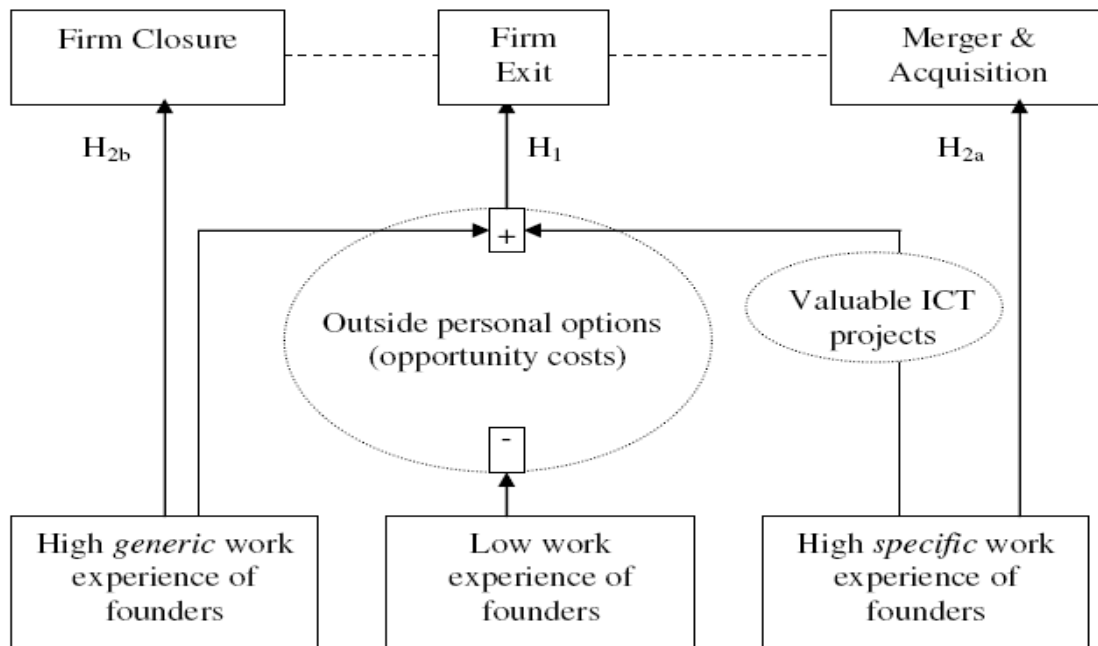 Firm Closure
Firm
Exit
Merger &
Acquisition
H2b
H1
H2a
+
Valuable ICT
projects
Outside personal options
(opportunity costs)
-
High generic work
experience of
founders
Low work
experience of
founders
High specific work
experience of
founders